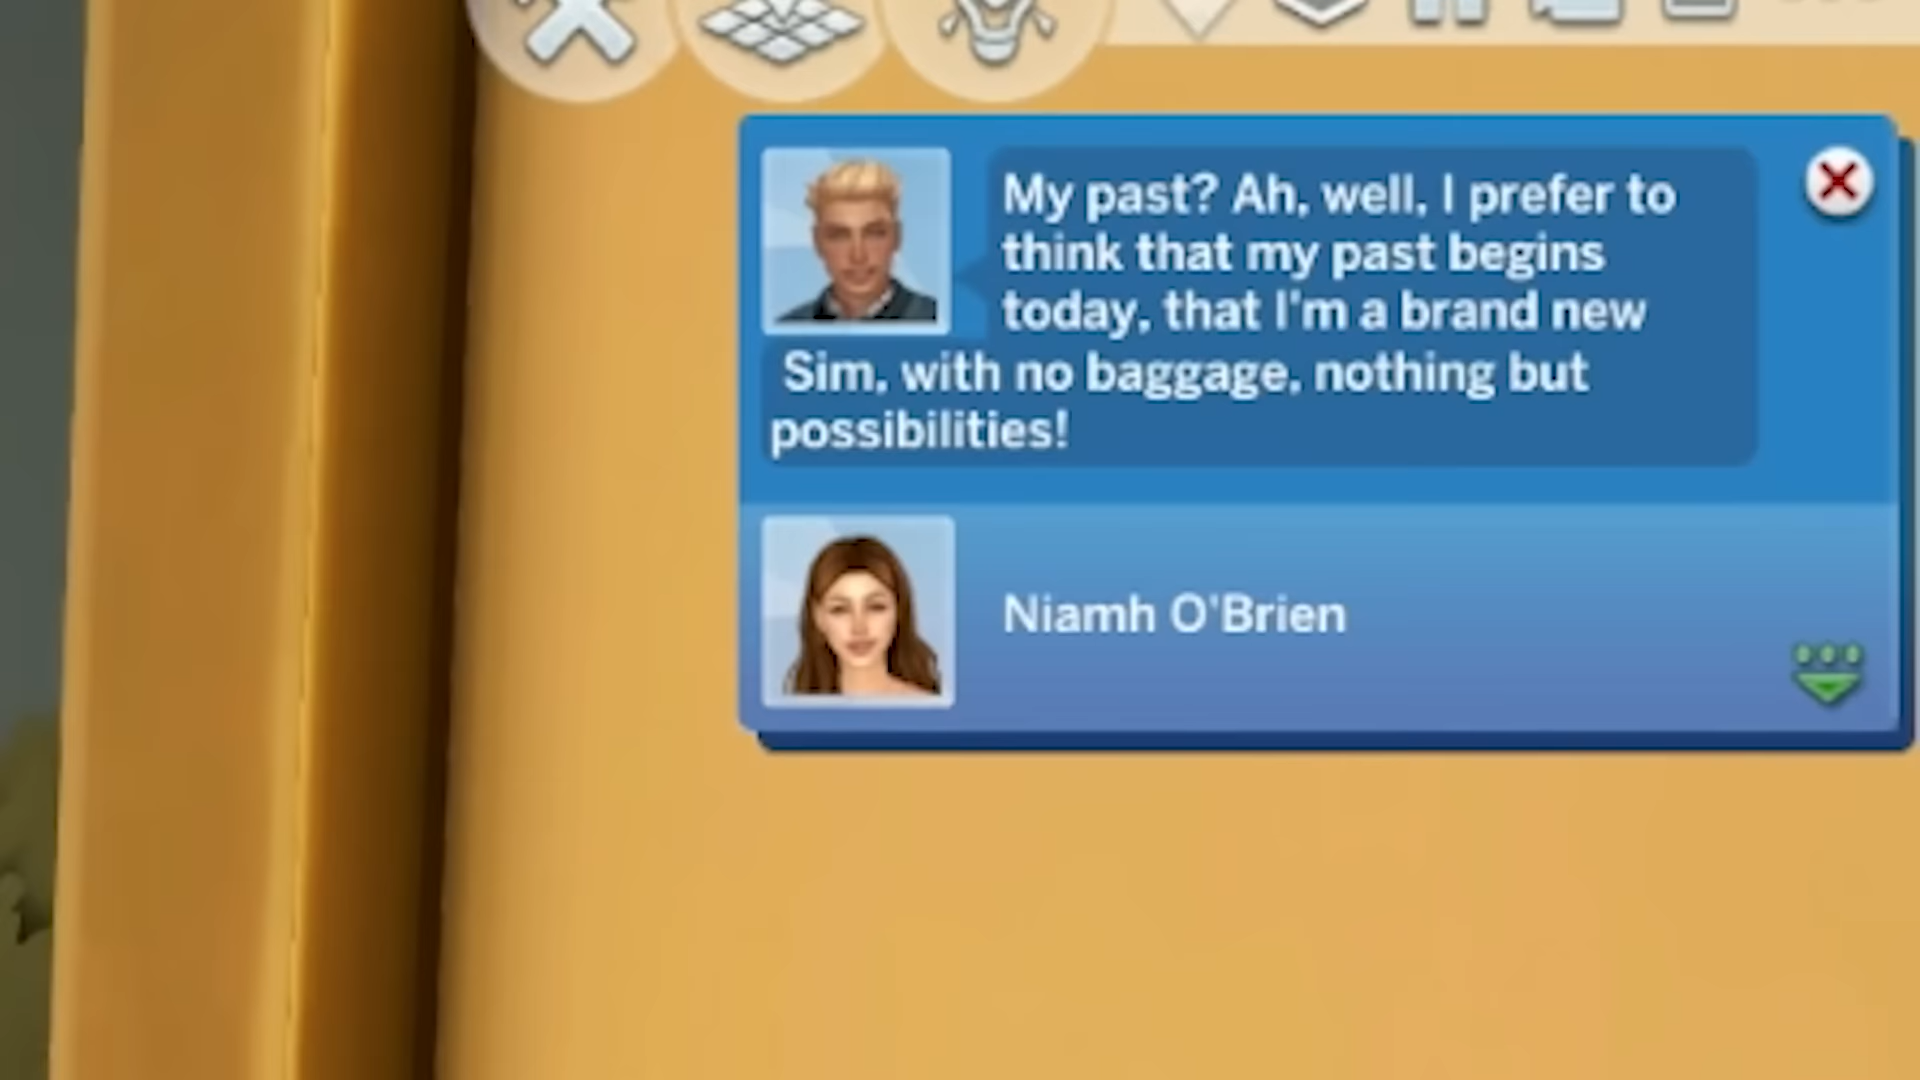 My past? Ah, well, I prefer to
think that my past begins
today, that I'm a brand new
Sim, with no baggage, nothing but
possibilities!
Niamh O'Brien